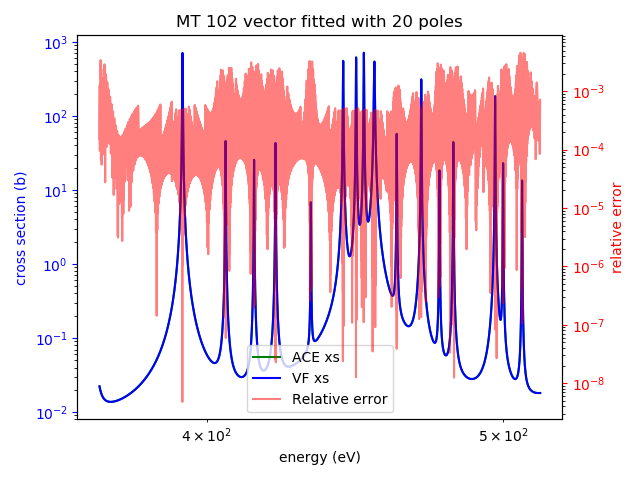 MT 102 vector fitted with 20 poles
cross section (b)
10³
10²
10¹
10⁰
10⁻¹
10⁻²
relative error
10⁻³
10⁻⁴
10⁻⁵
10⁻⁶
10⁻⁷
10⁻⁸
ACE xs
VF xs
Relative error
4 × 10²
5 × 10²
energy (eV)